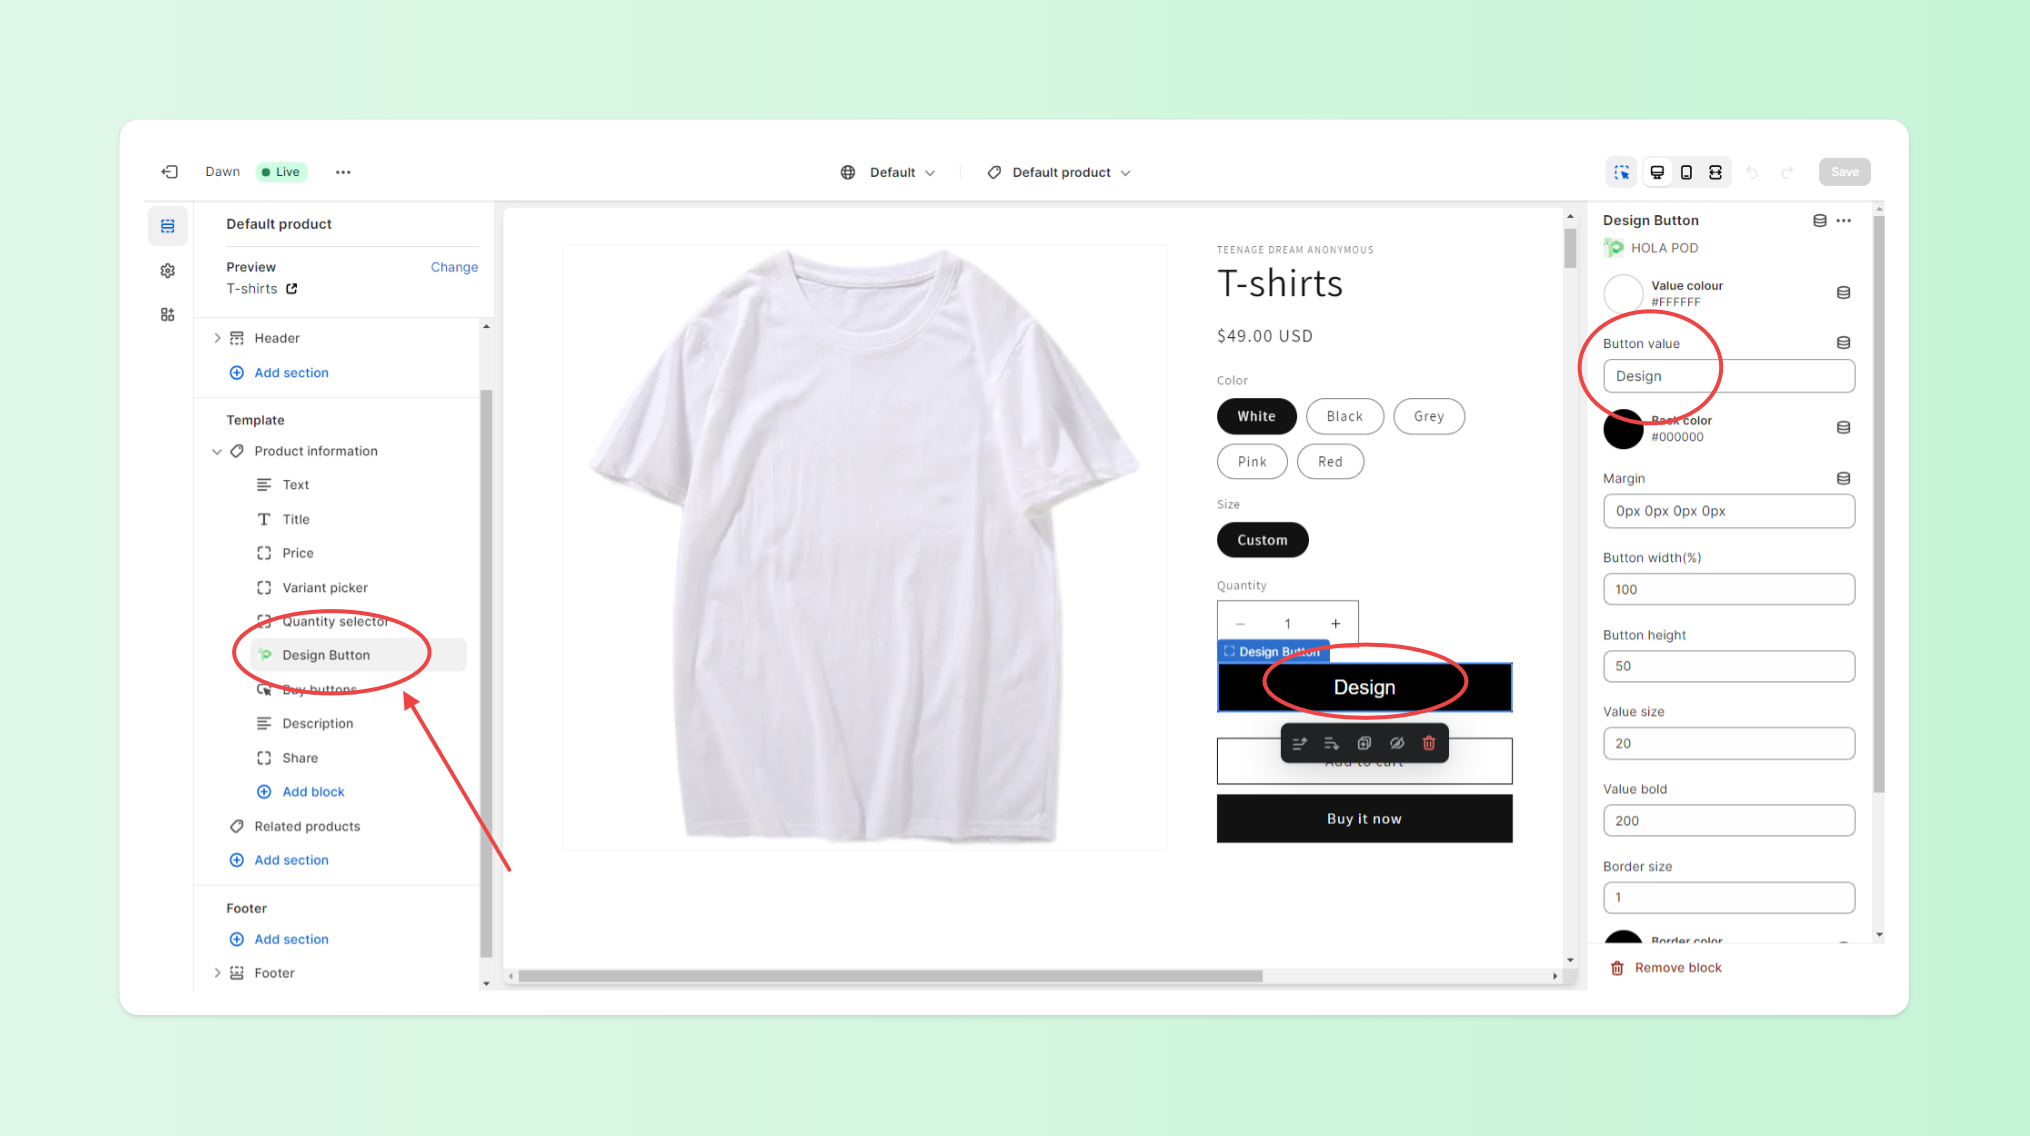 Dawn
Live
Default
Default product
Save
Default product
Preview
Change
T-shirts
Header
Add section
Template
Product information
Text
Title
Price
Variant picker
Quantity selector
Design Button
Buy buttons
Description
Share
Add block
Related products
Add section
Footer
Add section
Footer
TEENAGE DREAM ANONYMOUS
T-shirts
$49.00 USD
Color
White
Black
Grey
Pink
Red
Size
Custom
Quantity
1
Design Button
Design
Add to cart
Buy it now
Design Button
HOLA POD
Value colour
#FFFFFF
Button value
Design
Back color
#000000
Margin
0px 0px 0px 0px
Button width(%)
100
Button height
50
Value size
20
Value bold
200
Border size
1
Border color
Remove block